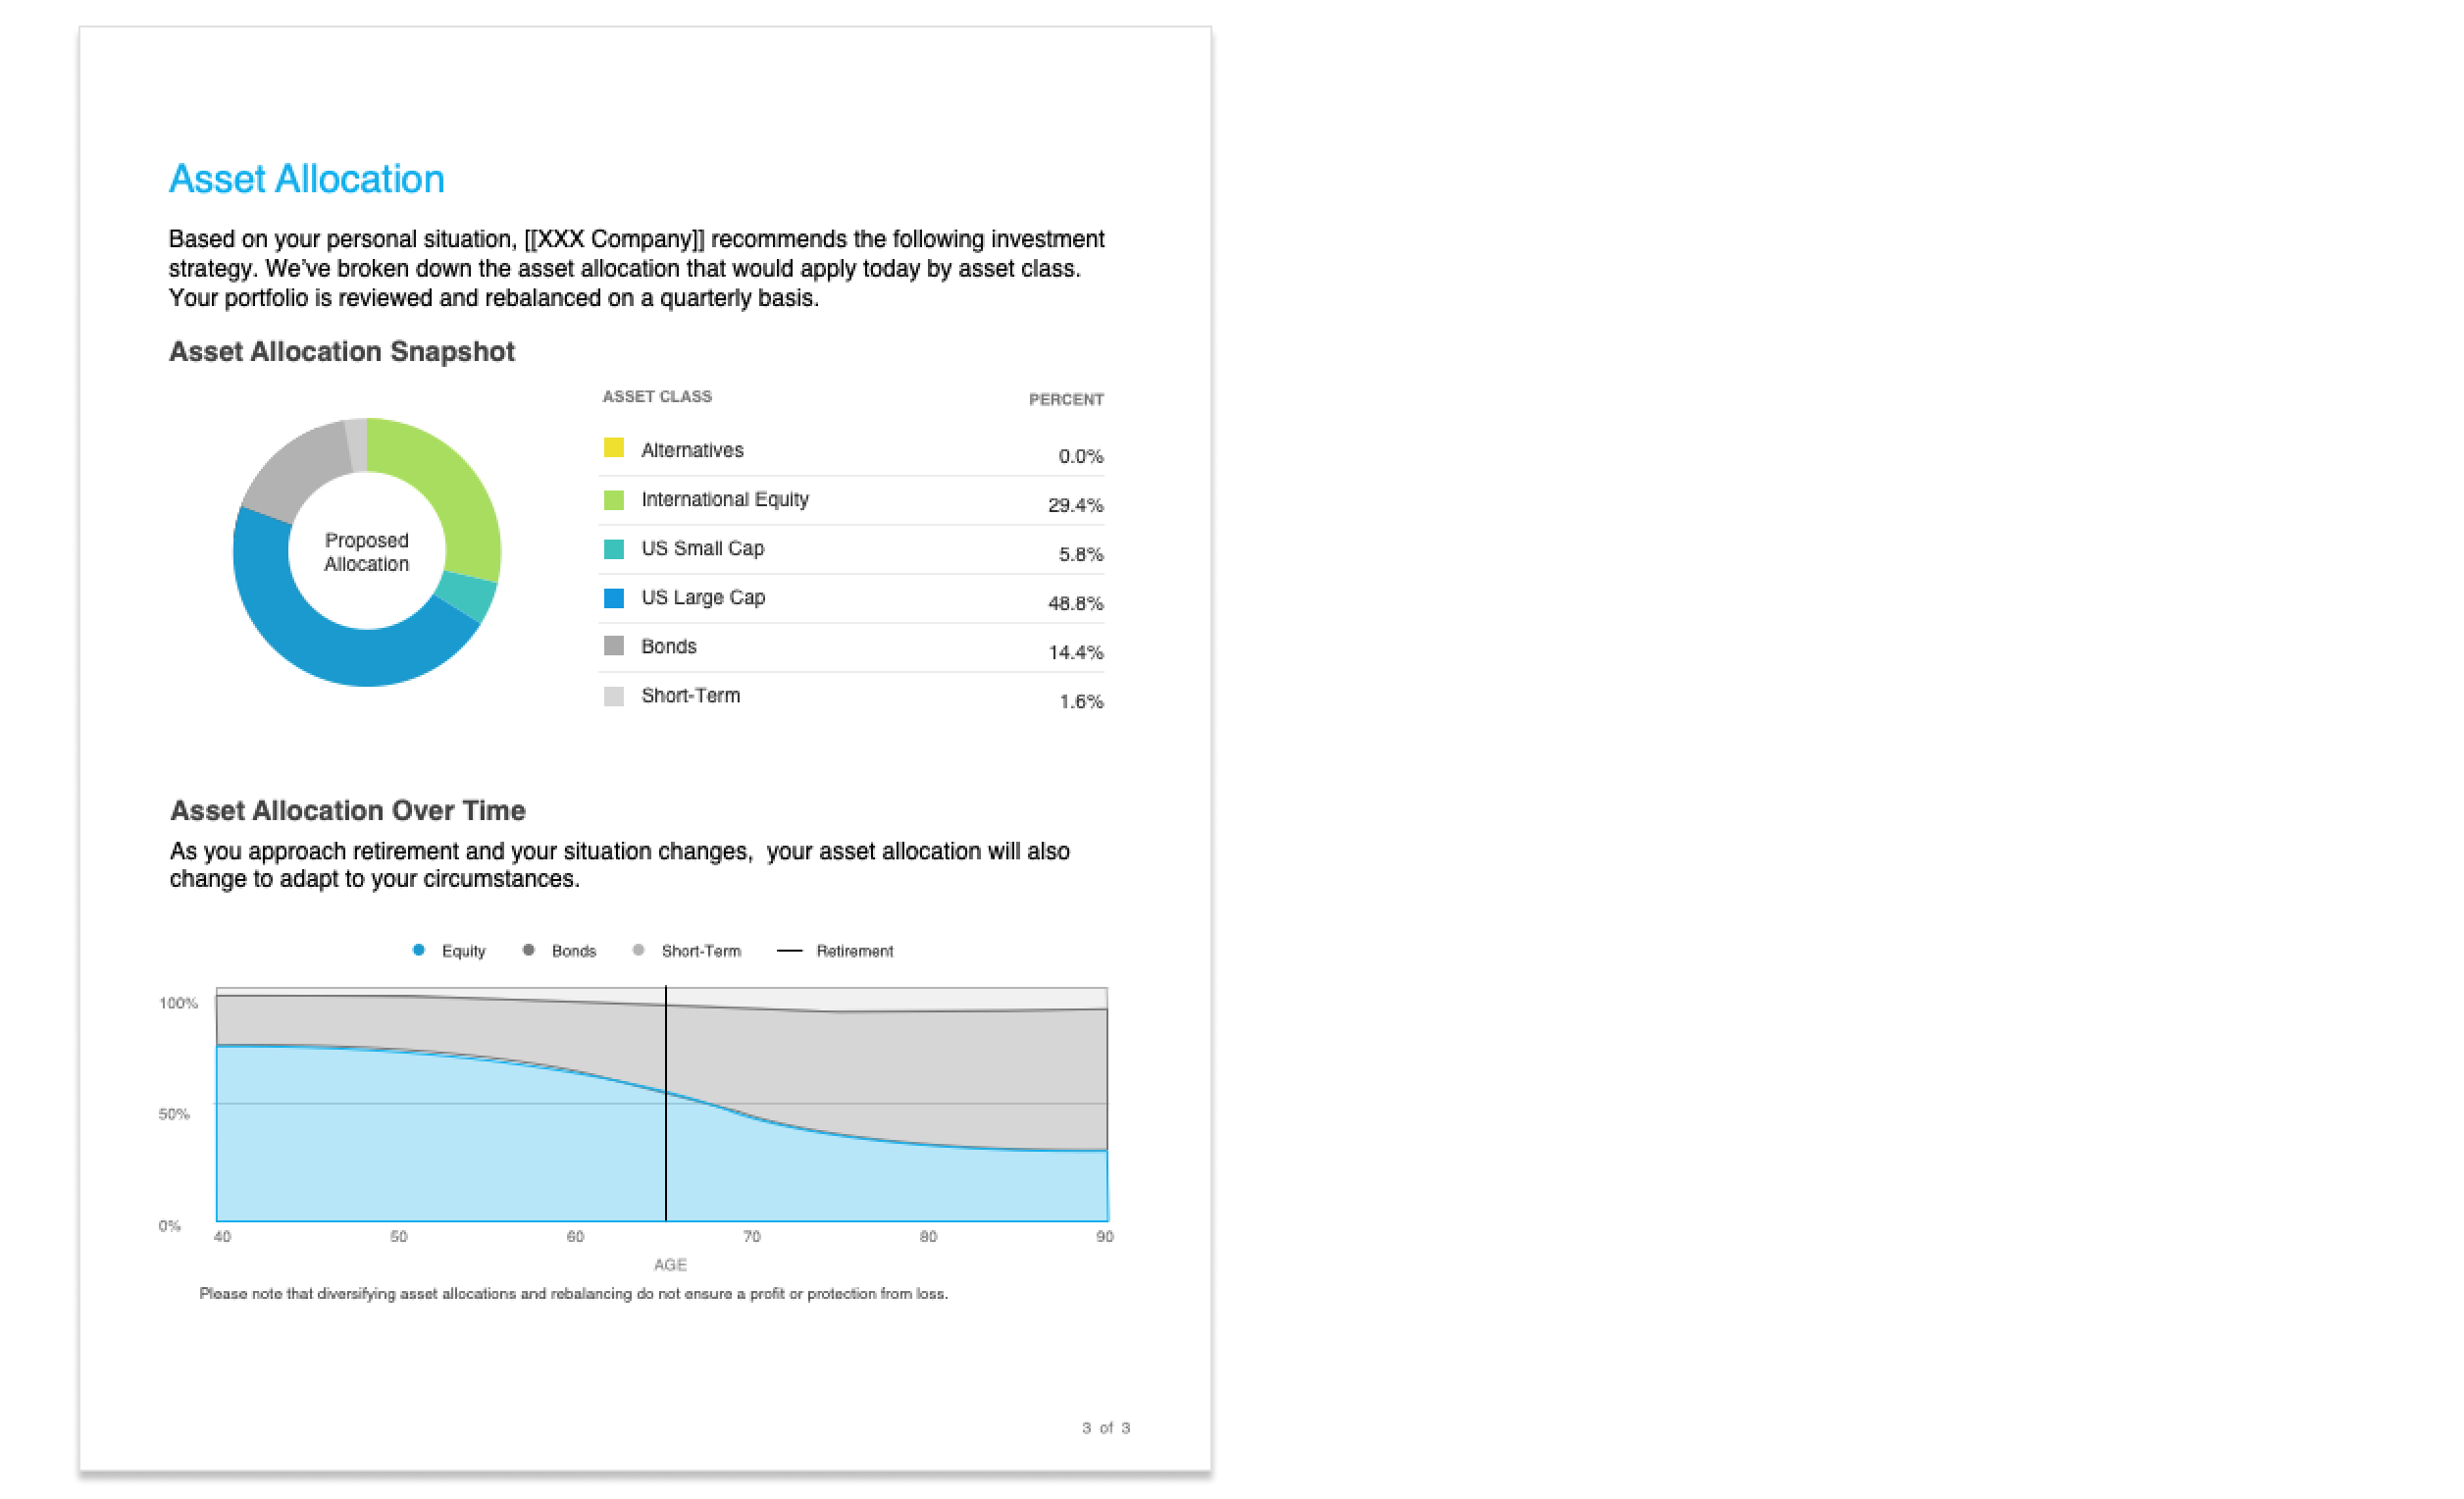 Asset Allocation
Based on your personal situation, [[XXX Company]] recommends the following investment
strategy. We've broken down the asset allocation that would apply today by asset class.
Your portfolio is reviewed and rebalanced on a quarterly basis.
Asset Allocation Snapshot
ASSET CLASS PERCENT
Alternatives 0.0%
International Equity 29.4%
US Small Cap 5.8%
US Large Cap 48.8%
Bonds 14.4%
Short-Term 1.6%
Proposed
Allocation
Asset Allocation Over Time
As you approach retirement and your situation changes,  your asset allocation will also
change to adapt to your circumstances.
Equity Bonds Short-Term Retirement
100%
50%
0%
40 50 60 70 80 90
AGE
Please note that diversifying asset allocations and rebalancing do not ensure a profit or protection from loss.
3 of 3